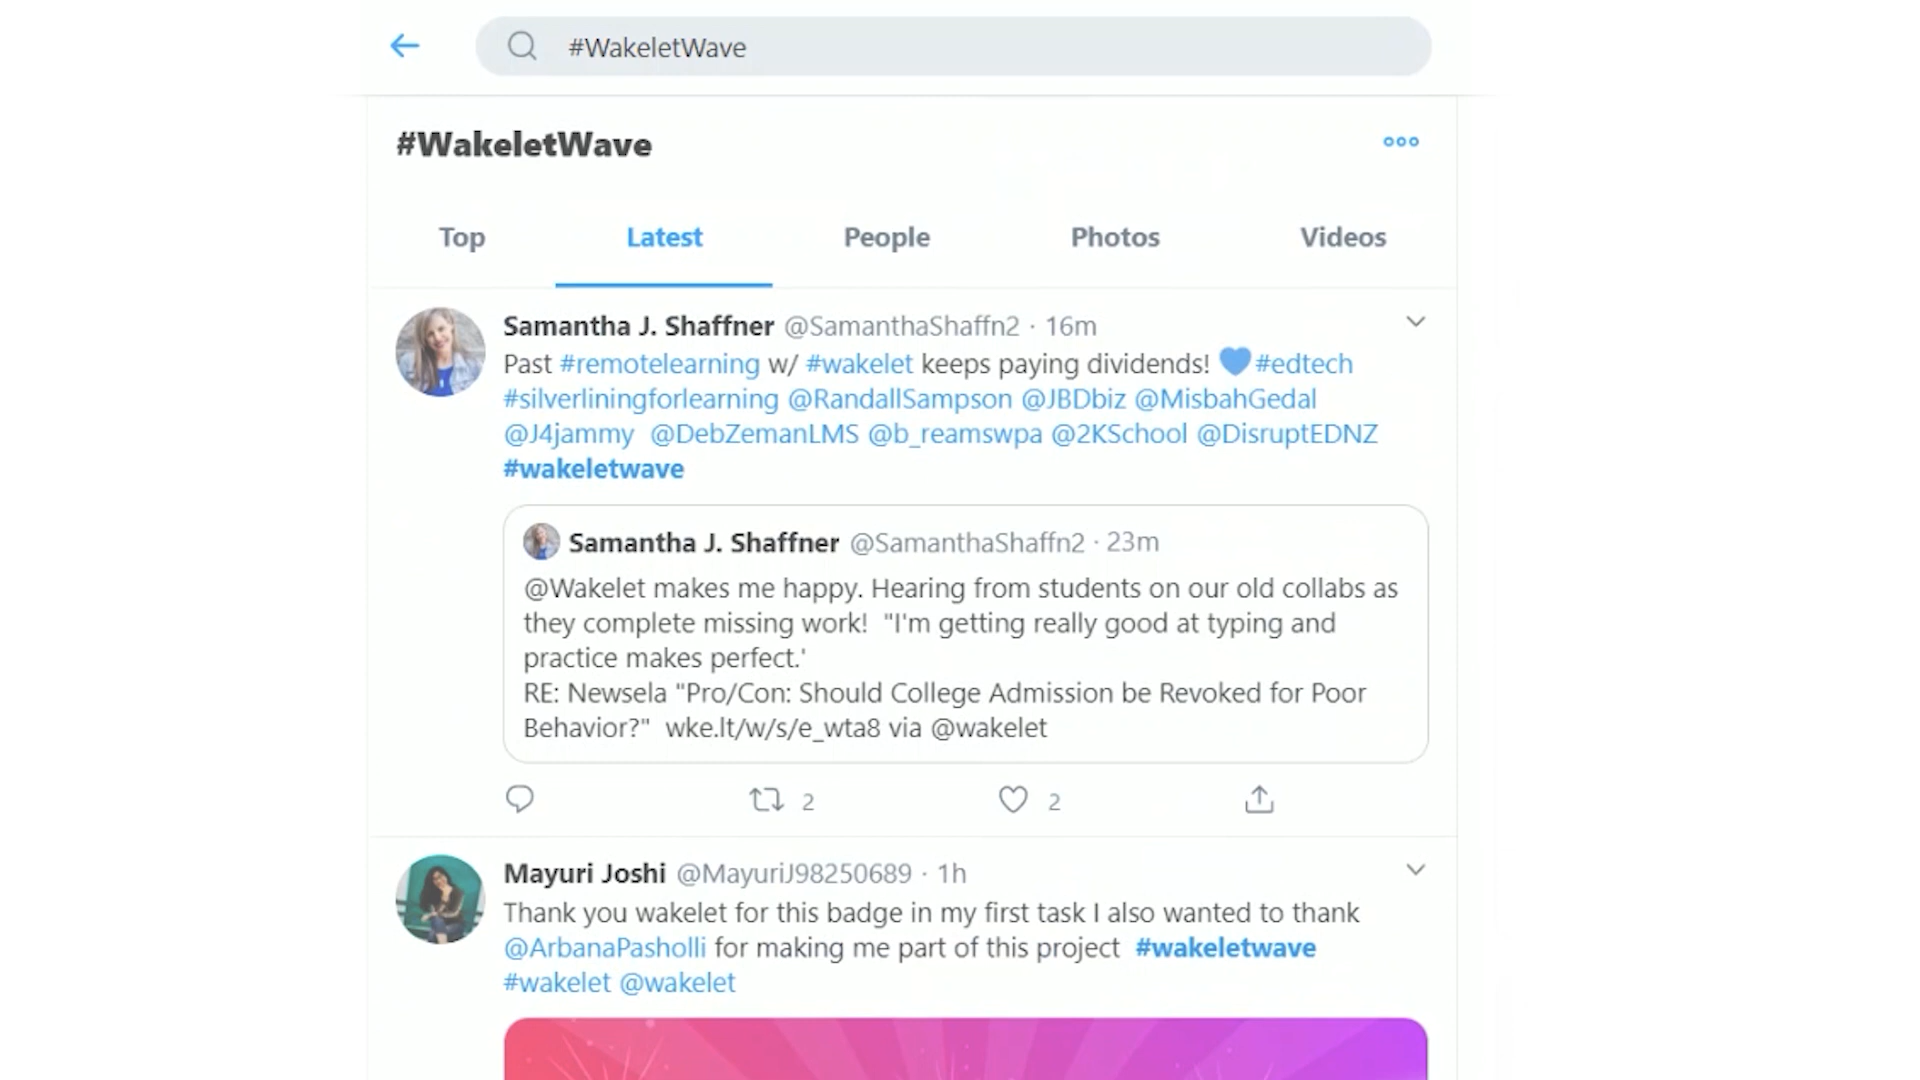 #WakeletWave
#WakeletWave
Top Latest People Photos Videos
Samantha J. Shaffner @SamanthaShaffn2 · 16m
Past #remotelearning w/ #wakelet keeps paying dividends! 💙#edtech
#silverliningforlearning @RandallSampson @JBDbiz @MisbahGedal
@J4jammy @DebZemanLMS @b_reamswpa @2KSchool @DisruptEDNZ
#wakeletwave
Samantha J. Shaffner @SamanthaShaffn2 · 23m
@Wakelet makes me happy. Hearing from students on our old collabs as
they complete missing work! "I'm getting really good at typing and
practice makes perfect.'
RE: Newsela "Pro/Con: Should College Admission be Revoked for Poor
Behavior?" wke.lt/w/s/e_wta8 via @wakelet
2 2
Mayuri Joshi @MayuriJ98250689 · 1h
Thank you wakelet for this badge in my first task I also wanted to thank
@ArbanaPasholli for making me part of this project #wakeletwave
#wakelet @wakelet